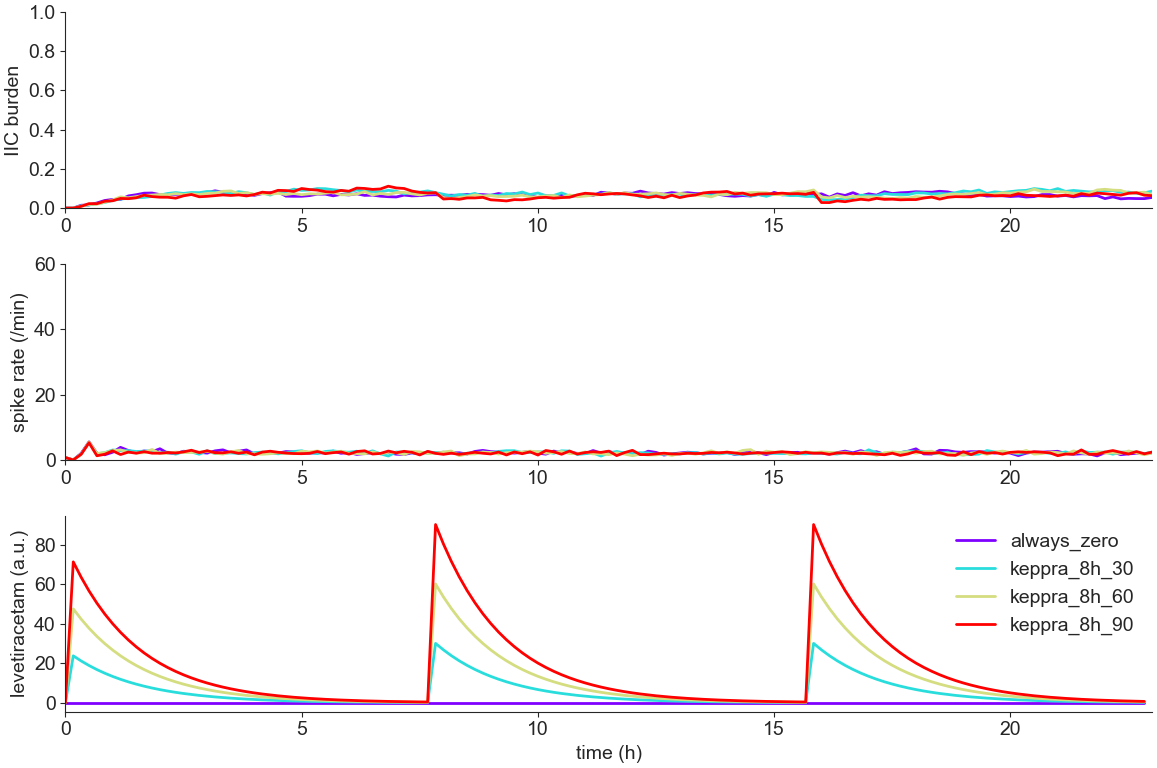 1.0
0.8
0.6
0.4
0.2
0.0
IIC burden
0 5 10 15 20
60
40
20
0
spike rate (/min)
0 5 10 15 20
80
60
40
20
0
levetiracetam (a.u.)
always_zero
keppra_8h_30
keppra_8h_60
keppra_8h_90
0 5 10 15 20
time (h)